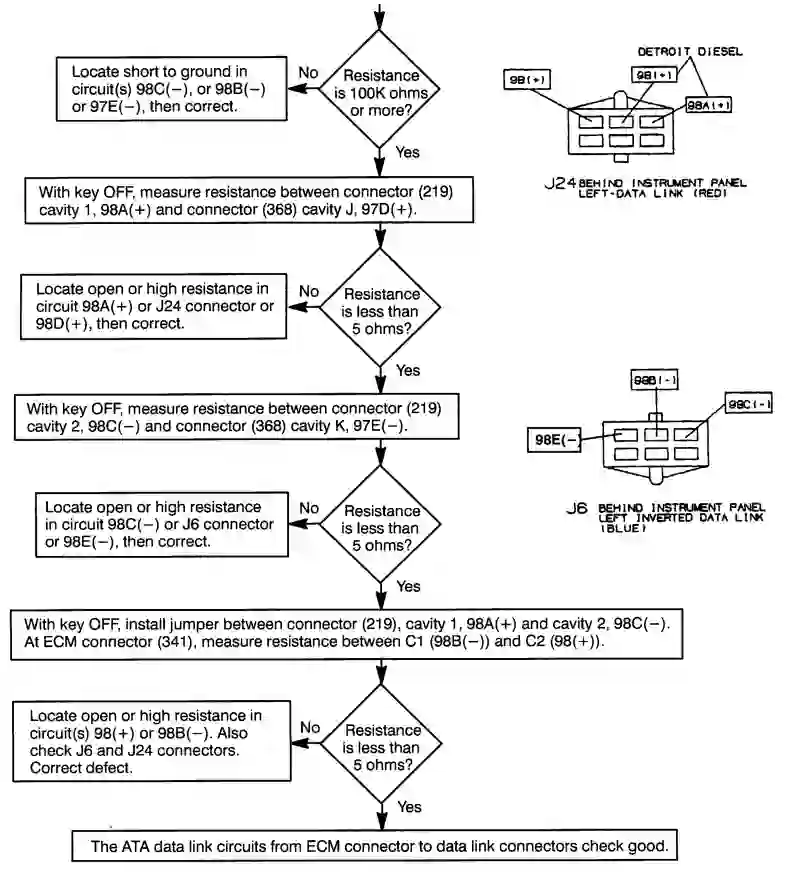 Resistance
is 100K ohms
or more?
No
Locate short to ground in
circuit(s) 98C(−), or 98B(−)
or 97E(−), then correct.
Yes
With key OFF, measure resistance between connector (219)
cavity 1, 98A(+) and connector (368) cavity J, 97D(+).
Resistance
is less than
5 ohms?
No
Locate open or high resistance in
circuit 98A(+) or J24 connector or
98D(+), then correct.
Yes
With key OFF, measure resistance between connector (219)
cavity 2, 98C(−) and connector (368) cavity K, 97E(−).
Resistance
is less than
5 ohms?
No
Locate open or high resistance
in circuit 98C(−) or J6 connector
or 98E(−), then correct.
Yes
With key OFF, install jumper between connector (219), cavity 1, 98A(+) and cavity 2, 98C(−).
At ECM connector (341), measure resistance between C1 (98B(−)) and C2 (98(+)).
Resistance
is less than
5 ohms?
No
Locate open or high resistance in
circuit(s) 98(+) or 98B(−). Also
check J6 and J24 connectors.
Correct defect.
Yes
The ATA data link circuits from ECM connector to data link connectors check good.
DETROIT DIESEL
98(+)
98A(+)
J24 BEHIND INSTRUMENT PANEL
LEFT-DATA LINK (RED)
98B(-)
98C(-)
98E(−)
J6 BEHIND INSTRUMENT PANEL
LEFT INVERTED DATA LINK
(BLUE)